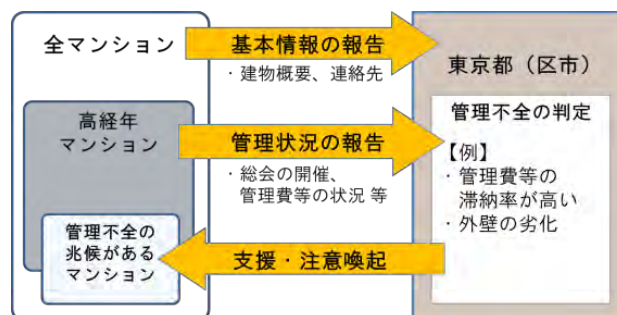 全マンション
高経年
マンション
管理不全の
兆候がある
マンション
基本情報の報告
・建物概要、連絡先
管理状況の報告
・総会の開催、
管理費等の状況 等
支援・注意喚起
東京都（区市）
管理不全の判定
【例】
・管理費等の
滞納率が高い
・外壁の劣化